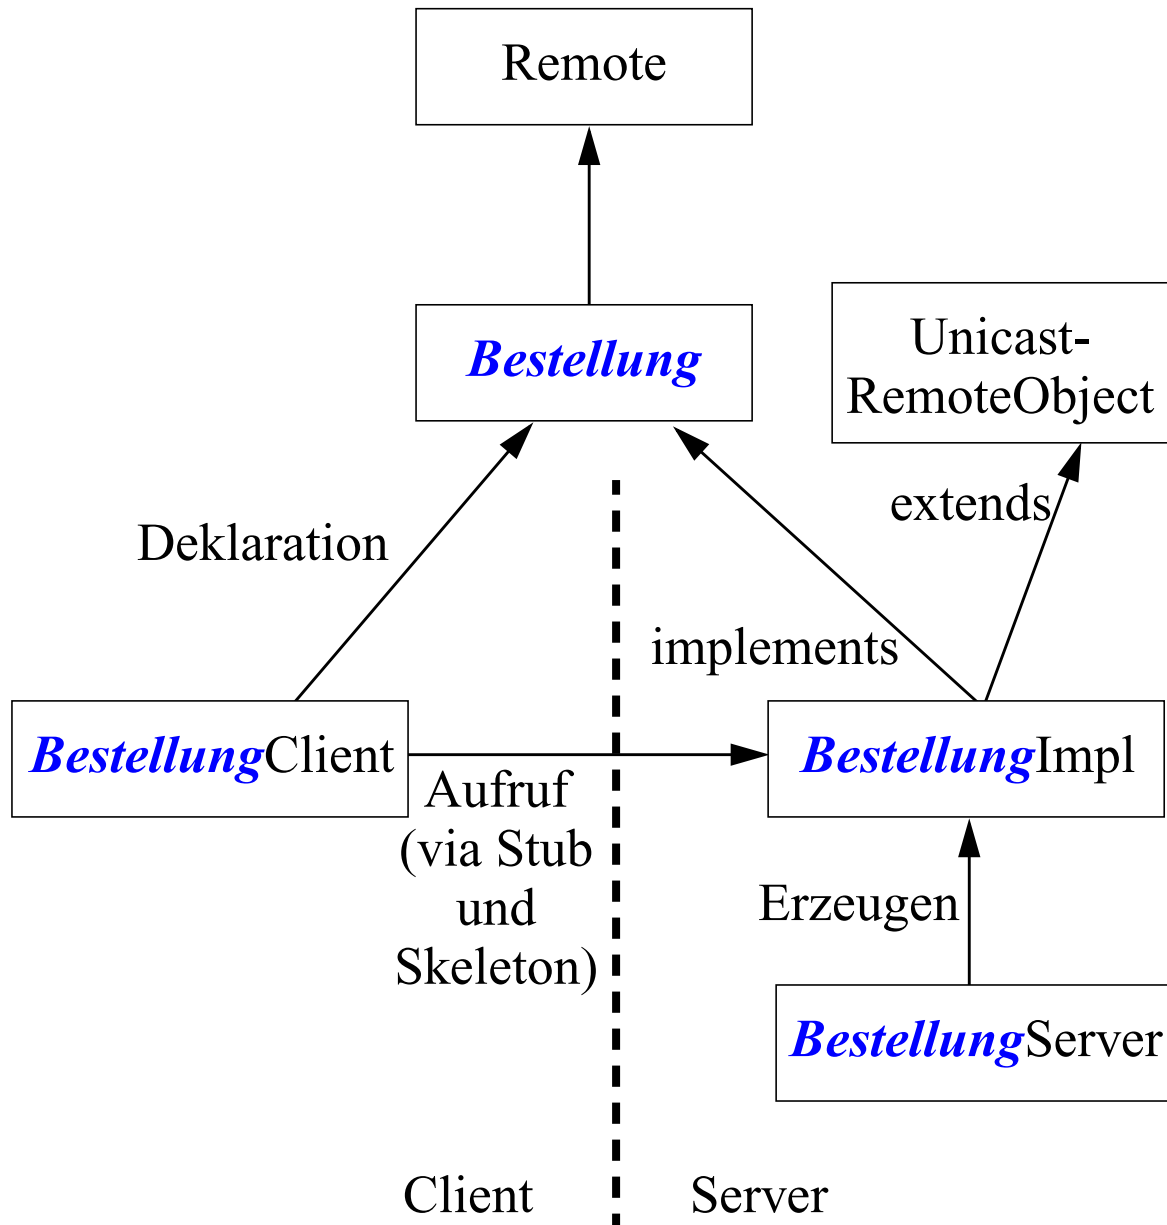 Remote
Bestellung
Unicast-
RemoteObject
extends
Deklaration
implements
BestellungClient
BestellungImpl
Aufruf
(via Stub
und
Skeleton)
Erzeugen
BestellungServer
Client
Server